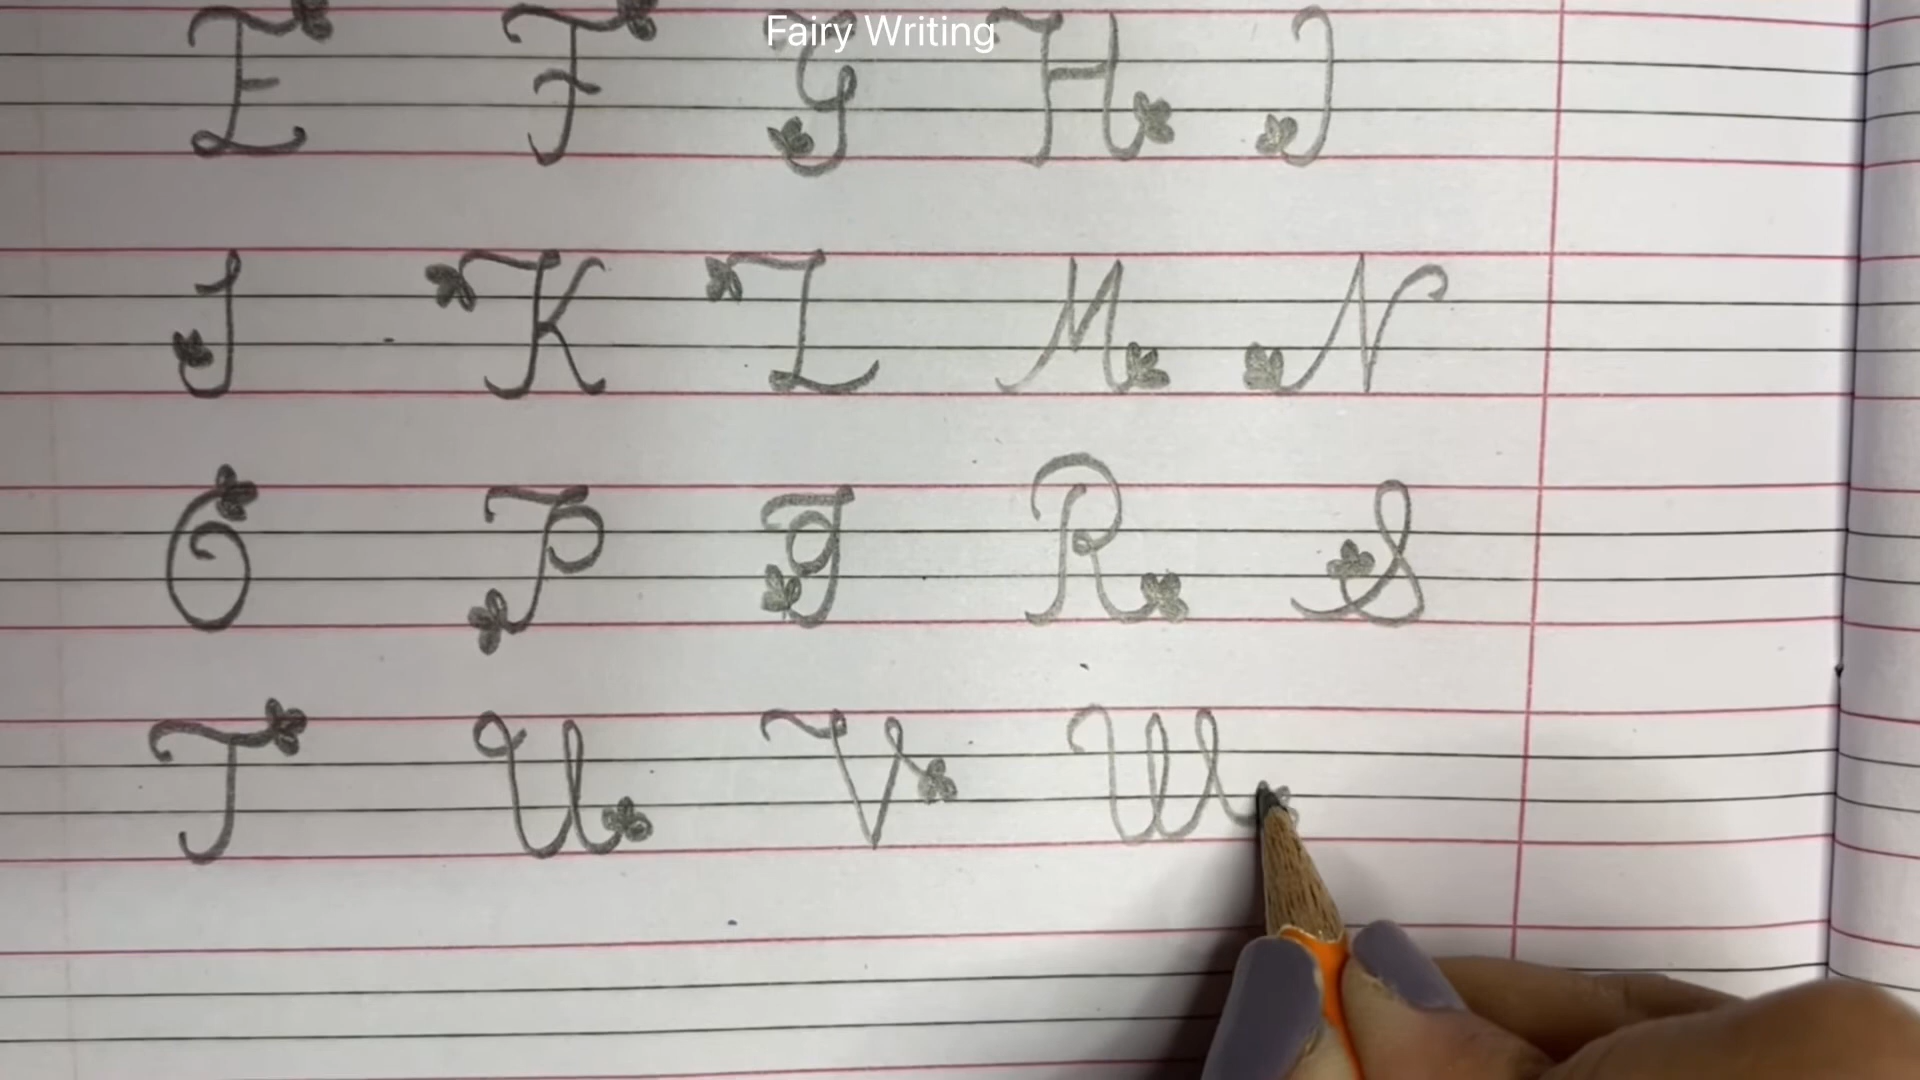 Fairy Writing
E F G H I
J K L M N
O P Q R S
T U V W